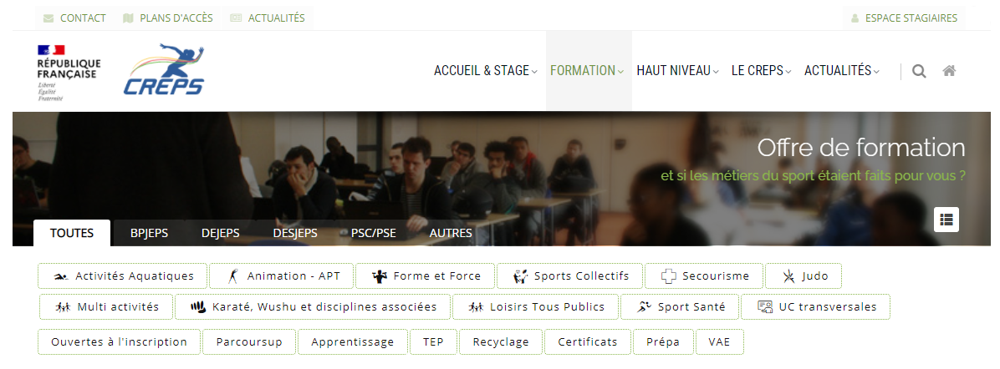 CONTACT PLANS D'ACCÈS ACTUALITÉS ESPACE STAGIAIRES
RÉPUBLIQUE
FRANÇAISE
Liberté
Égalité
Fraternité
CREPS
ACCUEIL & STAGE FORMATION HAUT NIVEAU LE CREPS ACTUALITÉS
Offre de formation
et si les métiers du sport étaient faits pour vous ?
TOUTES BPJEPS DEJEPS DESJEPS PSC/PSE AUTRES
Activités Aquatiques Animation - APT Forme et Force Sports Collectifs Secourisme Judo
Multi activités Karaté, Wushu et disciplines associées Loisirs Tous Publics Sport Santé UC transversales
Ouvertes à l'inscription Parcoursup Apprentissage TEP Recyclage Certificats Prépa VAE